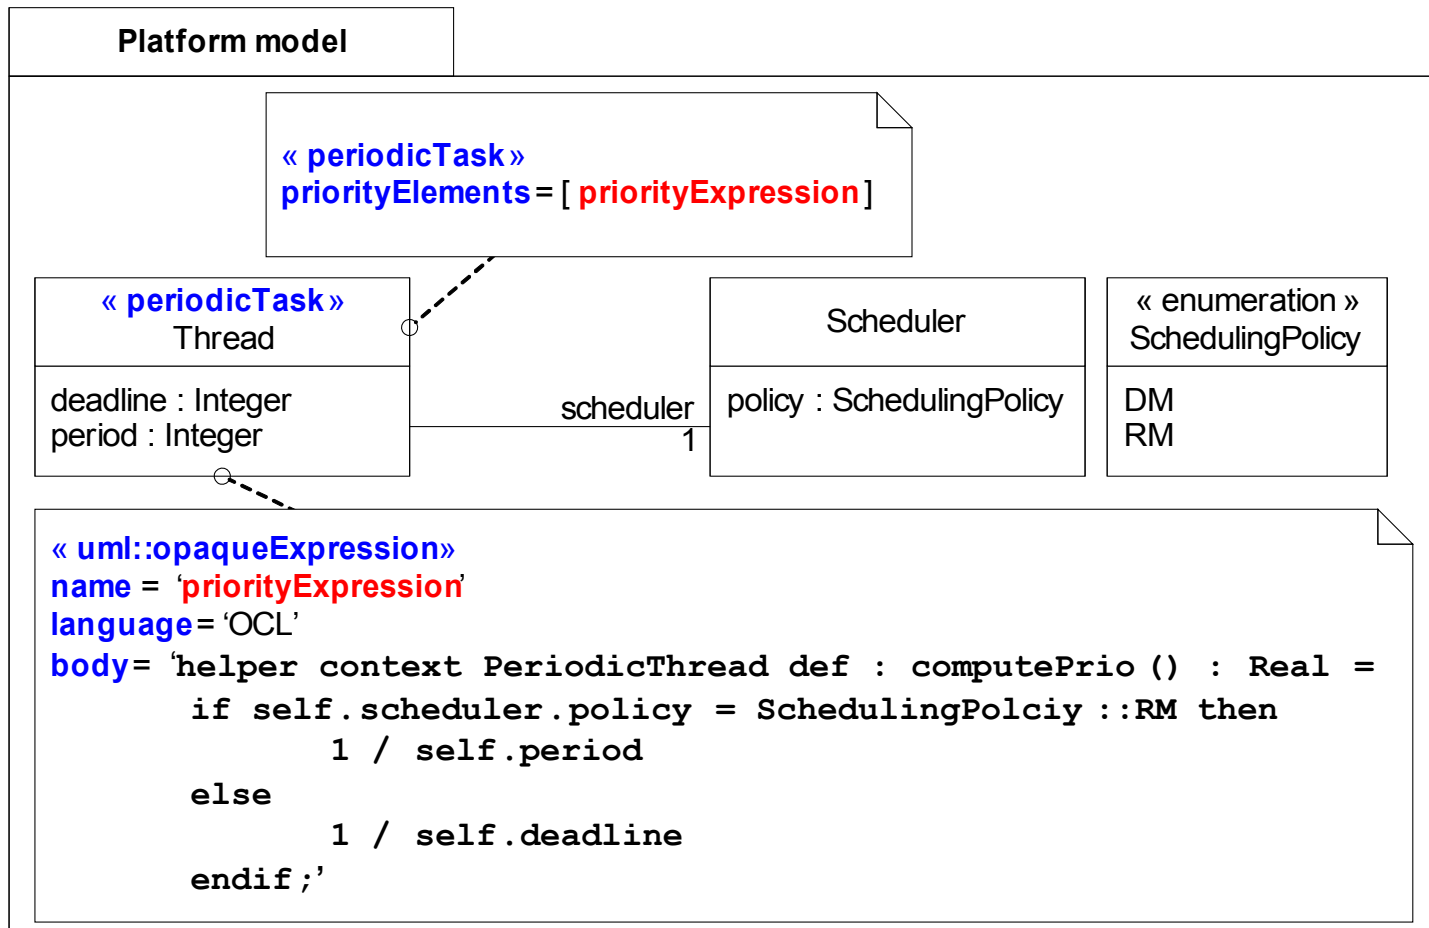 Platform model
« periodicTask»
priorityElements = [ priorityExpression ]
« periodicTask »
Thread
deadline : Integer
period : Integer
scheduler
1
Scheduler
policy : SchedulingPolicy
« enumeration »
SchedulingPolicy
DM
RM
« uml::opaqueExpression»
name = ‘priorityExpression’
language = ‘OCL’
body = ‘helper context PeriodicThread def : computePrio () : Real =
if self.scheduler.policy = SchedulingPolciy ::RM then
1 / self.period
else
1 / self.deadline
endif;’